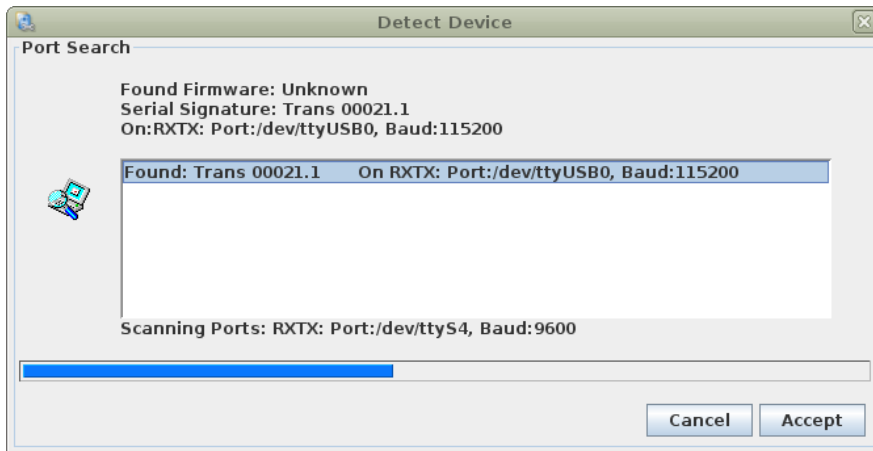 Detect Device
Port Search
Found Firmware: Unknown
Serial Signature: Trans 00021.1
On:RXTX: Port:/dev/ttyUSB0, Baud:115200
Found: Trans 00021.1 On RXTX: Port:/dev/ttyUSB0, Baud:115200
Scanning Ports: RXTX: Port:/dev/ttyS4, Baud:9600
Cancel Accept